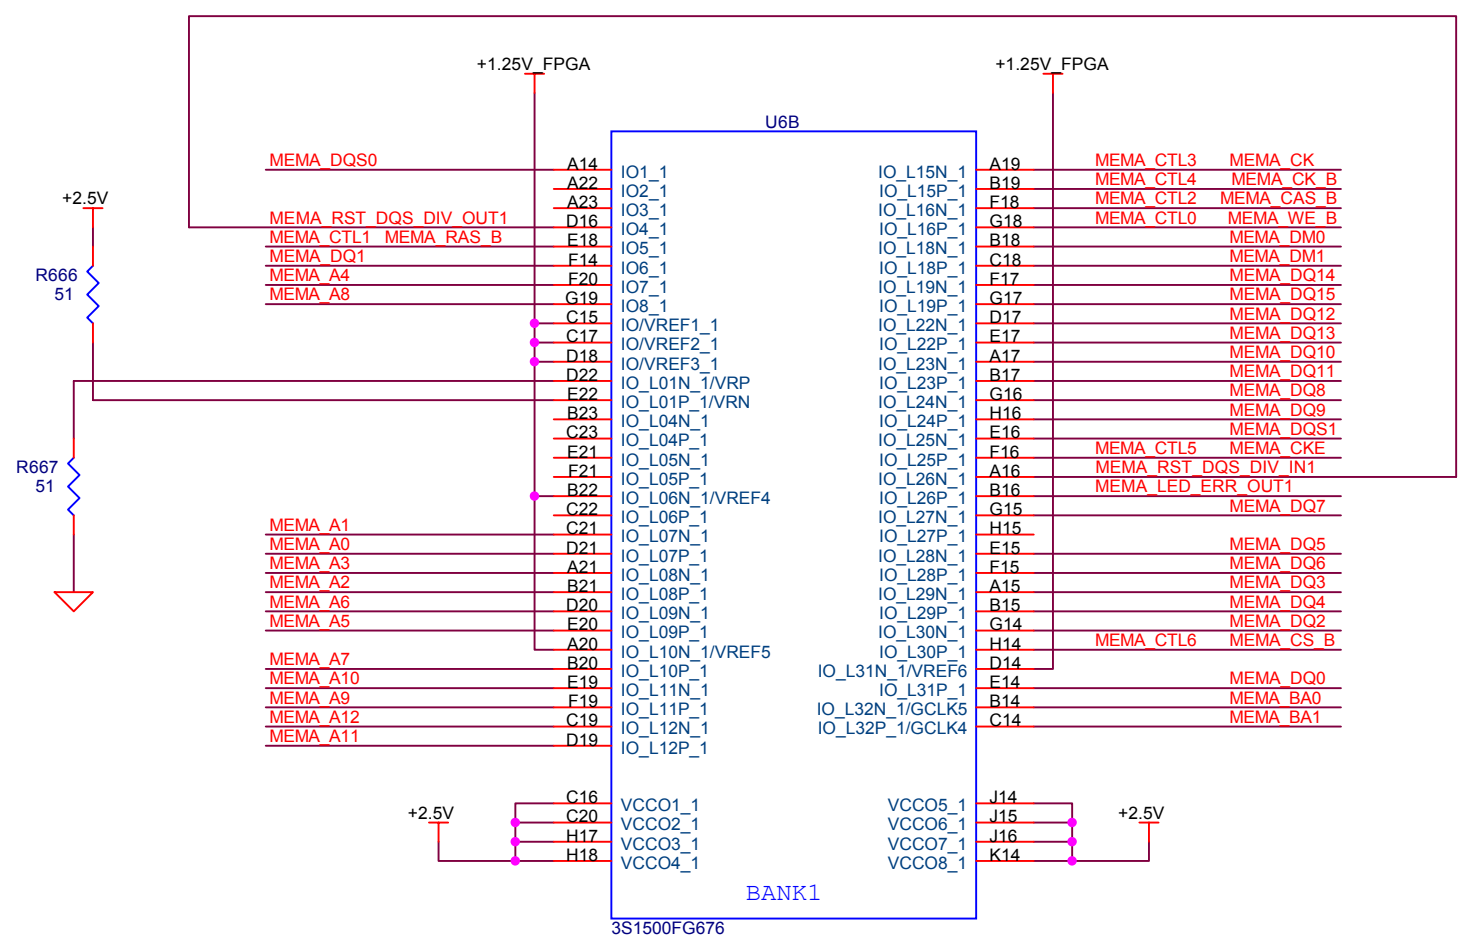 +1.25V_FPGA
+1.25V_FPGA
U6B
MEMA_DQS0 A14 IO1_1
A22 IO2_1
A23 IO3_1
MEMA_RST_DQS_DIV_OUT1 D16 IO4_1
MEMA_CTL1 MEMA_RAS_B E18 IO5_1
MEMA_DQ1 F14 IO6_1
MEMA_A4 F20 IO7_1
MEMA_A8 G19 IO8_1
C15 IO/VREF1_1
C17 IO/VREF2_1
D18 IO/VREF3_1
D22 IO_L01N_1/VRP
E22 IO_L01P_1/VRN
B23 IO_L04N_1
C23 IO_L04P_1
E21 IO_L05N_1
F21 IO_L05P_1
B22 IO_L06N_1/VREF4
C22 IO_L06P_1
MEMA_A1 C21 IO_L07N_1
MEMA_A0 D21 IO_L07P_1
MEMA_A3 A21 IO_L08N_1
MEMA_A2 B21 IO_L08P_1
MEMA_A6 D20 IO_L09N_1
MEMA_A5 E20 IO_L09P_1
A20 IO_L10N_1/VREF5
MEMA_A7 B20 IO_L10P_1
MEMA_A10 E19 IO_L11N_1
MEMA_A9 F19 IO_L11P_1
MEMA_A12 C19 IO_L12N_1
MEMA_A11 D19 IO_L12P_1
C16 VCCO1_1
C20 VCCO2_1
H17 VCCO3_1
H18 VCCO4_1
+2.5V
+2.5V
R666
51
R667
51
IO_L15N_1 A19 MEMA_CTL3 MEMA_CK
IO_L15P_1 B19 MEMA_CTL4 MEMA_CK_B
IO_L16N_1 F18 MEMA_CTL2 MEMA_CAS_B
IO_L16P_1 G18 MEMA_CTL0 MEMA_WE_B
IO_L18N_1 B18 MEMA_DM0
IO_L18P_1 C18 MEMA_DM1
IO_L19N_1 F17 MEMA_DQ14
IO_L19P_1 G17 MEMA_DQ15
IO_L22N_1 D17 MEMA_DQ12
IO_L22P_1 E17 MEMA_DQ13
IO_L23N_1 A17 MEMA_DQ10
IO_L23P_1 B17 MEMA_DQ11
IO_L24N_1 G16 MEMA_DQ8
IO_L24P_1 H16 MEMA_DQ9
IO_L25N_1 E16 MEMA_DQS1
IO_L25P_1 F16 MEMA_CTL5 MEMA_CKE
IO_L26N_1 A16 MEMA_RST_DQS_DIV_IN1
IO_L26P_1 B16 MEMA_LED_ERR_OUT1
IO_L27N_1 G15 MEMA_DQ7
IO_L27P_1 H15
IO_L28N_1 E15 MEMA_DQ5
IO_L28P_1 F15 MEMA_DQ6
IO_L29N_1 A15 MEMA_DQ3
IO_L29P_1 B15 MEMA_DQ4
IO_L30N_1 G14 MEMA_DQ2
IO_L30P_1 H14 MEMA_CTL6 MEMA_CS_B
IO_L31N_1/VREF6 D14
IO_L31P_1 E14 MEMA_DQ0
IO_L32N_1/GCLK5 B14 MEMA_BA0
IO_L32P_1/GCLK4 C14 MEMA_BA1
VCCO5_1 J14
VCCO6_1 J15
VCCO7_1 J16
VCCO8_1 K14
+2.5V
BANK1
3S1500FG676